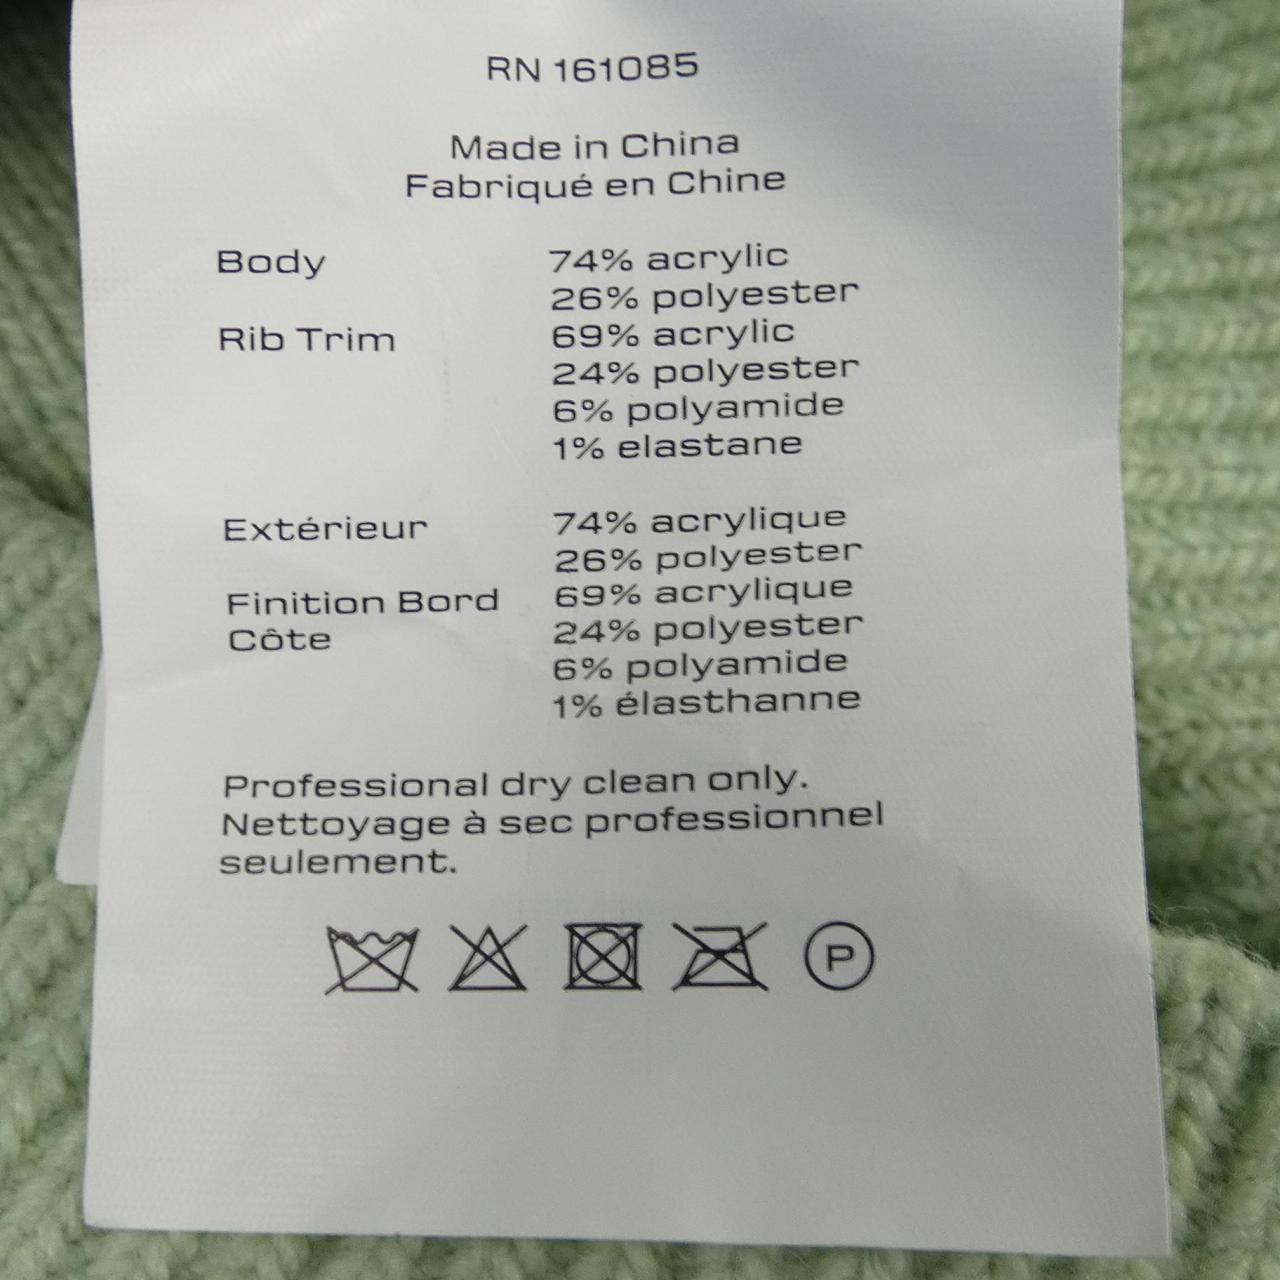 RN 161085
Made in China
Fabriqué en Chine
Body 74% acrylic
26% polyester
Rib Trim 69% acrylic
24% polyester
6% polyamide
1% elastane
Extérieur 74% acrylique
26% polyester
Finition Bord 69% acrylique
Côte 24% polyester
6% polyamide
1% élasthanne
Professional dry clean only.
Nettoyage à sec professionnel
seulement.
P